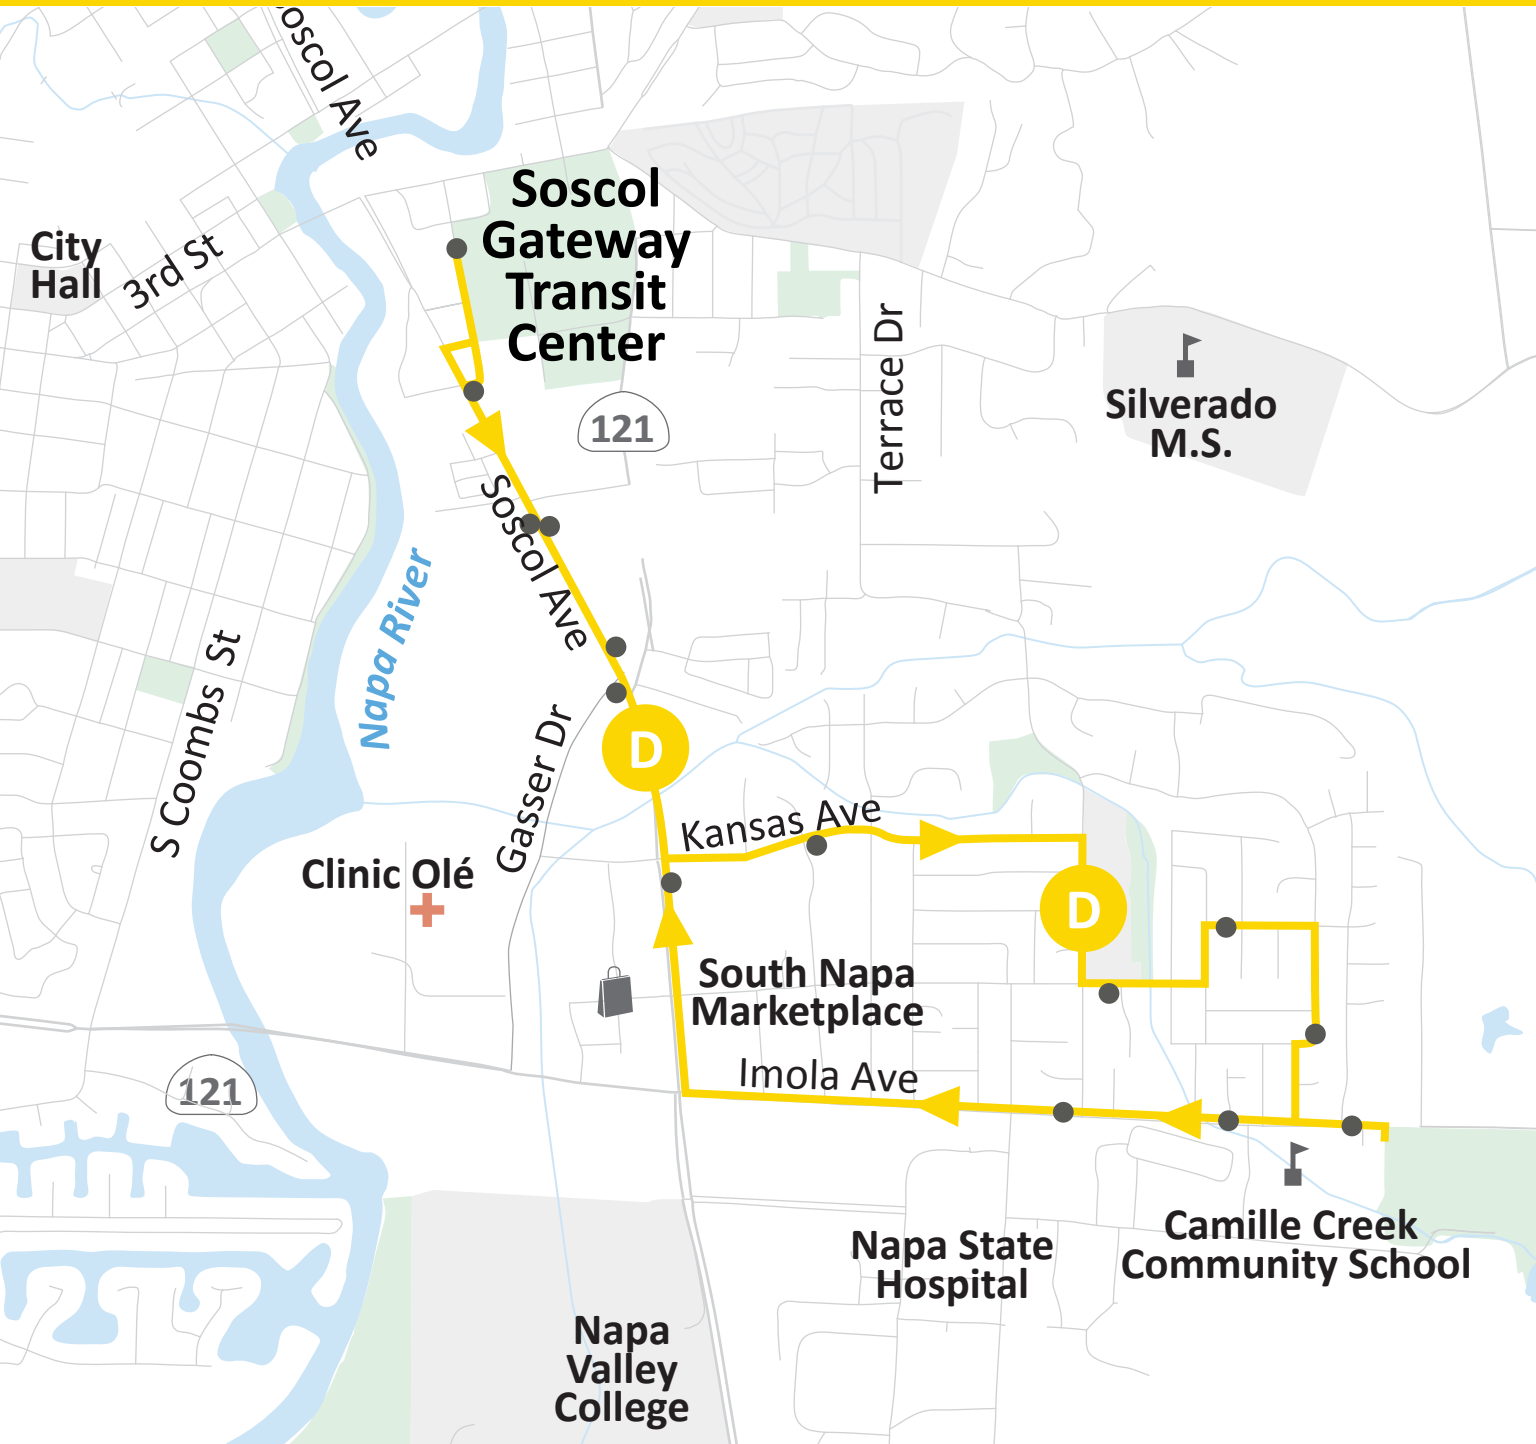 oscol Ave
Soscol
Gateway
Transit
Center
City
Hall
3rd St
Terrace Dr
Silverado
M.S.
121
Soscol Ave
Napa River
S Coombs St
Gasser Dr
D
Kansas Ave
Clinic Olé
D
South Napa
Marketplace
Imola Ave
121
Camille Creek
Community School
Napa State
Hospital
Napa
Valley
College